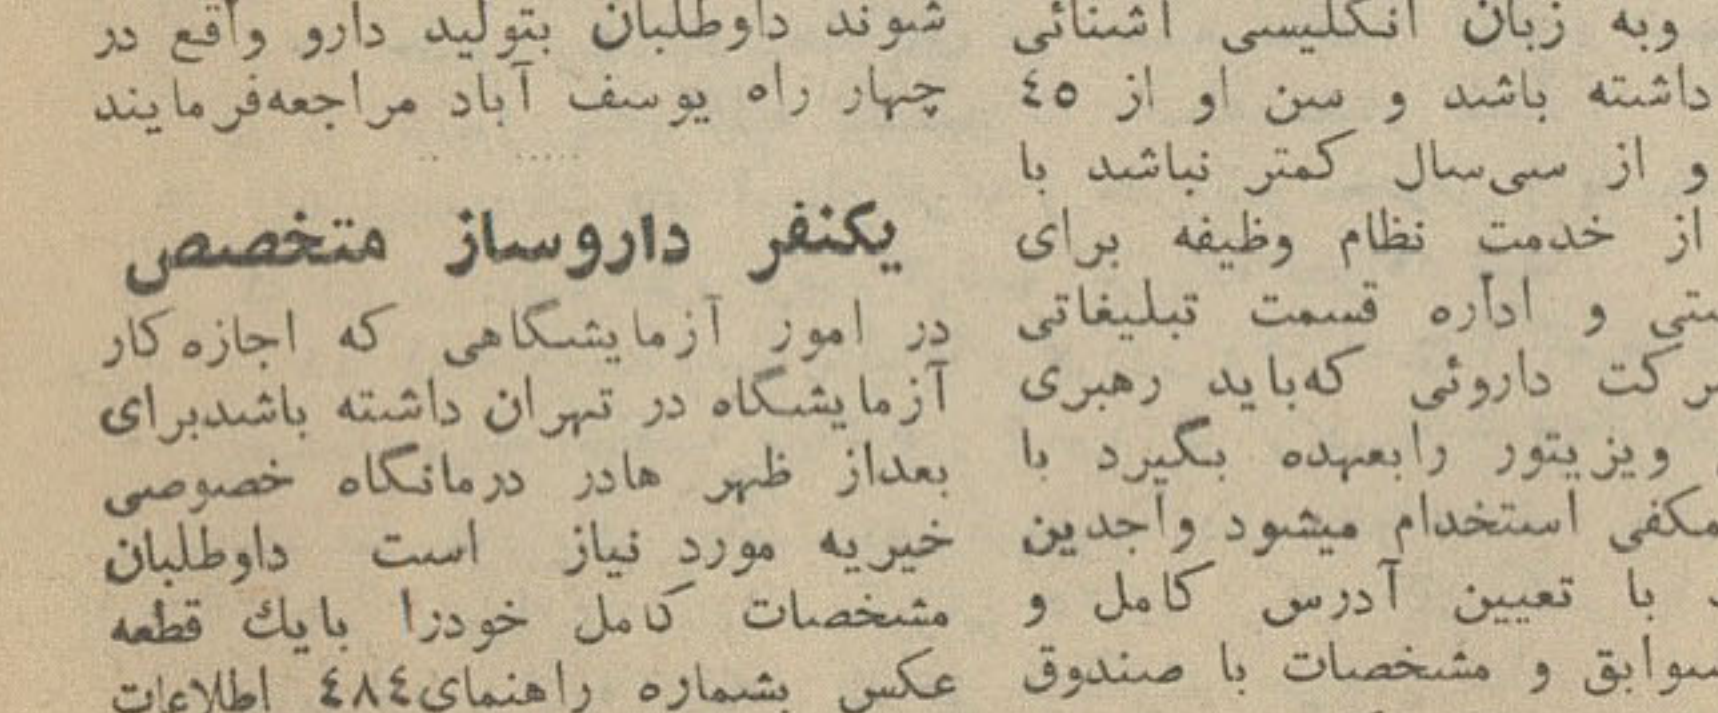 وبه زبان انگلیسی آشنائی
داشته باشد و سن او از ٤٥
و از سی‌سال کمتر نباشد با
از خدمت نظام وظیفه برای
و اداره قسمت تبلیغاتی
داروئی که‌باید رهبری
ویزیتور رابعهده بگیرد با
مکفی استخدام میشود واجدین
با تعیین آدرس کامل و
سوابق و مشخصات با صندوق
شوند داوطلبان بتولید دارو واقع در
چهار راه یوسف آباد مراجعه‌فرمایند
یکنفر داروساز متخصص
در امور آزمایشگاهی که اجازه کار
آزمایشگاه در تهران داشته باشدبرای
بعداز ظهر هادر درمانگاه خصوصی
خیریه مورد نیاز است داوطلبان
مشخصات کامل خودرا بایك قطعه
عکس بشماره راهنمای٤٨٤ اطلاعات